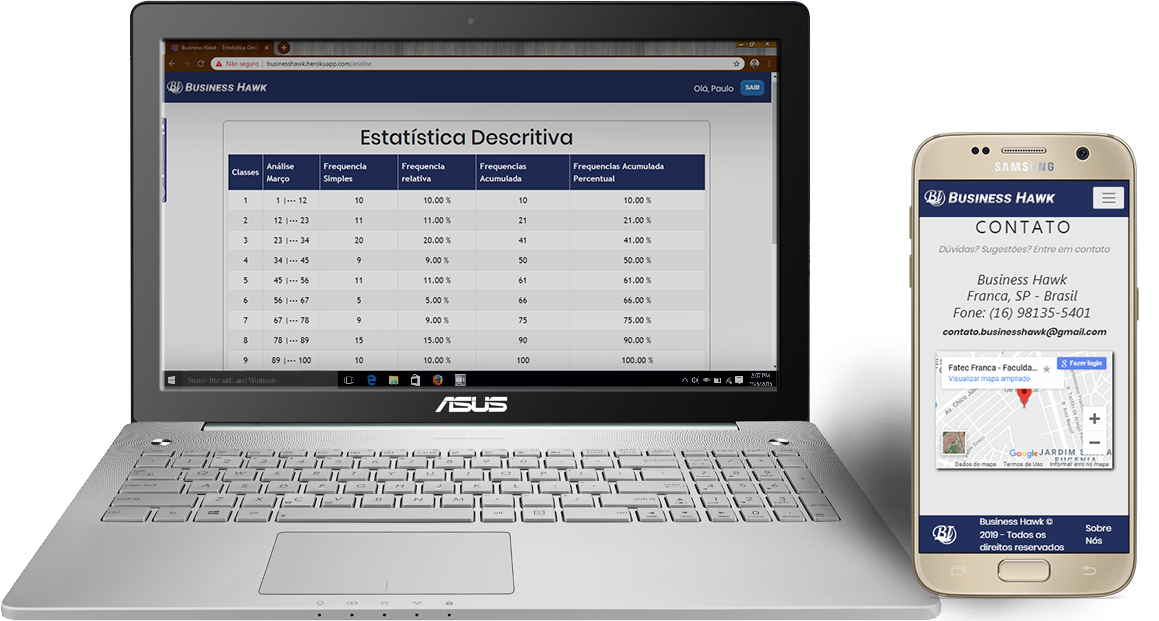 Business Hawk - Estatística Descri
Não seguro | businesshawk.herokuapp.com/analise
BH BUSINESS HAWK
Olá, Paulo SAIR
Estatística Descritiva
Classes Análise Março Frequencia Simples Frequencia relativa Frequencias Acumulada Frequencias Acumulada Percentual
1 1 |--- 12 10 10.00 % 10 10.00 %
2 12 |--- 23 11 11.00 % 21 21.00 %
3 23 |--- 34 20 20.00 % 41 41.00 %
4 34 |--- 45 9 9.00 % 50 50.00 %
5 45 |--- 56 11 11.00 % 61 61.00 %
6 56 |--- 67 5 5.00 % 66 66.00 %
7 67 |--- 78 9 9.00 % 75 75.00 %
8 78 |--- 89 15 15.00 % 90 90.00 %
9 89 |--- 100 10 10.00 % 100 100.00 %
Search the web and Windows
2:07 PM
ASUS
SAMSUNG
BUSINESS HAWK
CONTATO
Dúvidas? Sugestões? Entre em contato
Business Hawk
Franca, SP - Brasil
Fone: (16) 98135-5401
contato.businesshawk@gmail.com
Fatec Franca - Faculda...
Visualizar mapa ampliado
Fazer login
Av. Chico Júlio
Google
JARDIM
EUGENIA
Dados do mapa Termos de Uso Informar erro no mapa
Business Hawk ©
2019 - Todos os
direitos reservados
Sobre
Nós